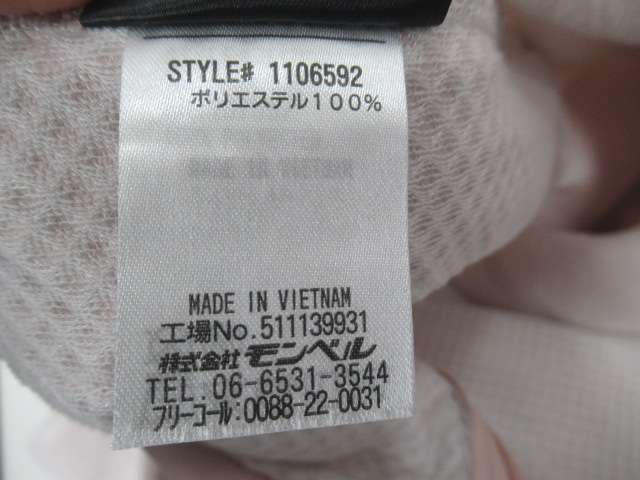 STYLE# 1106592
ポリエステル100%
MADE IN VIETNAM
工場No.511139931
株式会社 モンベル
TEL. 06-6531-3544
フリーコール:0088-22-0031